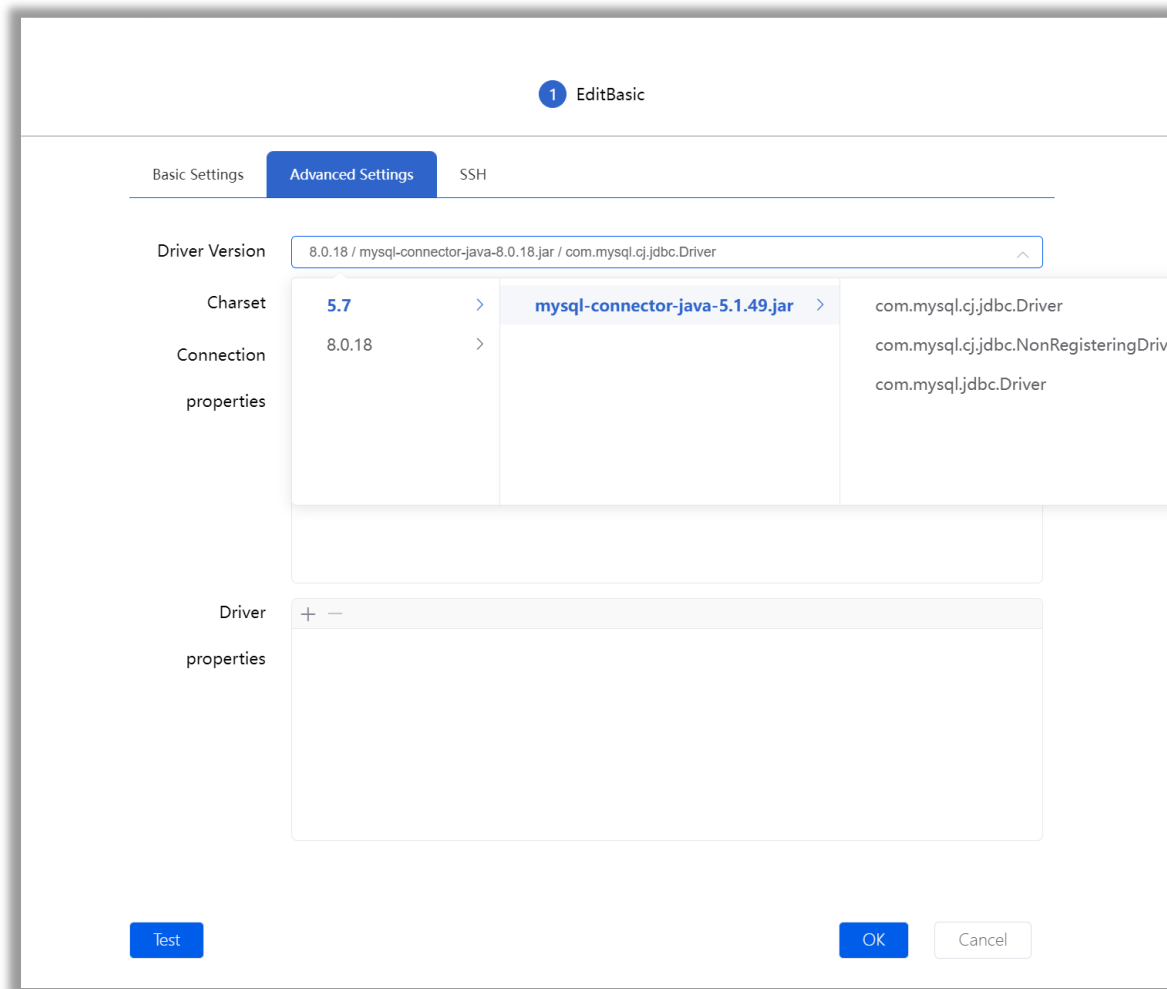 1 EditBasic
Basic Settings Advanced Settings SSH
Driver Version 8.0.18 / mysql-connector-java-8.0.18.jar / com.mysql.cj.jdbc.Driver
Charset 5.7 mysql-connector-java-5.1.49.jar com.mysql.cj.jdbc.Driver
Connection 8.0.18 com.mysql.cj.jdbc.NonRegisteringDriv
properties com.mysql.jdbc.Driver
Driver
properties
Test OK Cancel